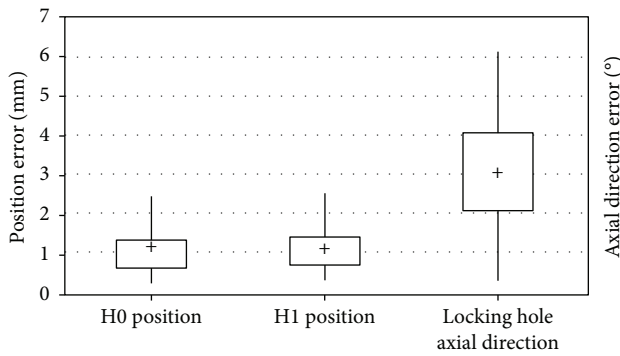 7
6
5
4
3
2
1
0
Position error (mm)
Axial direction error (°)
H0 position
H1 position
Locking hole
axial direction